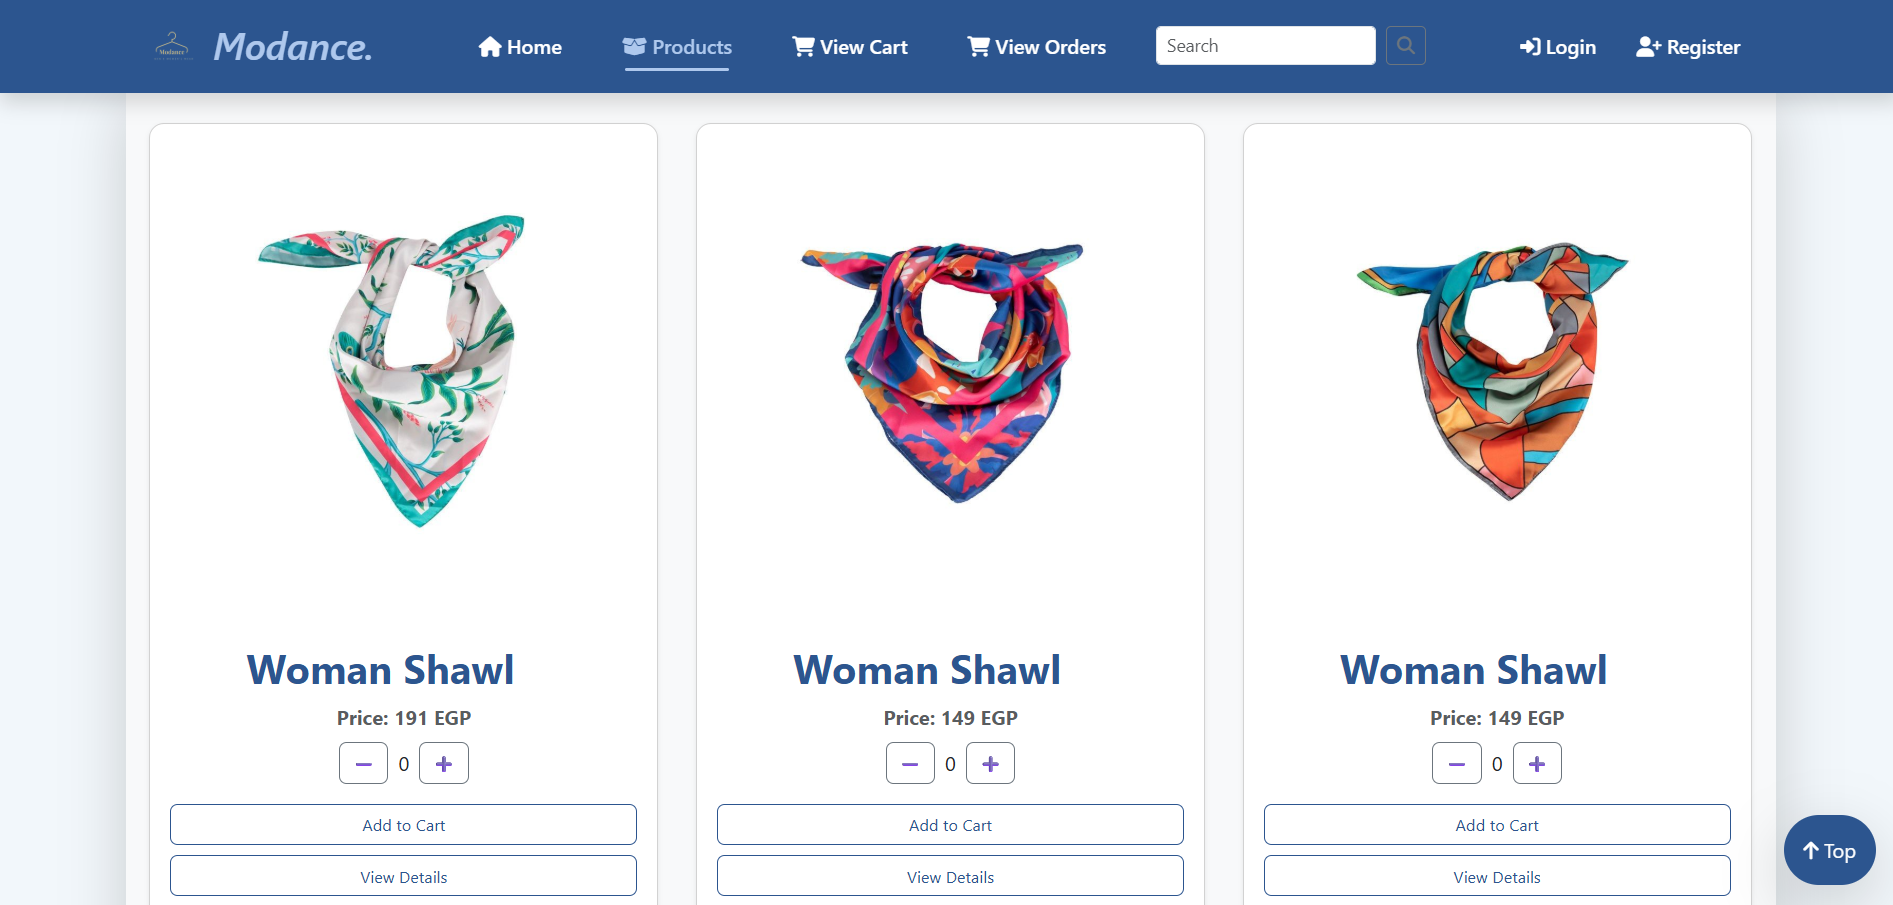 Modance
Modance.
Home
Products
View Cart
View Orders
Search
Login
Register
Woman Shawl
Price: 191 EGP
0
Add to Cart
View Details
Woman Shawl
Price: 149 EGP
0
Add to Cart
View Details
Woman Shawl
Price: 149 EGP
0
Add to Cart
View Details
Top